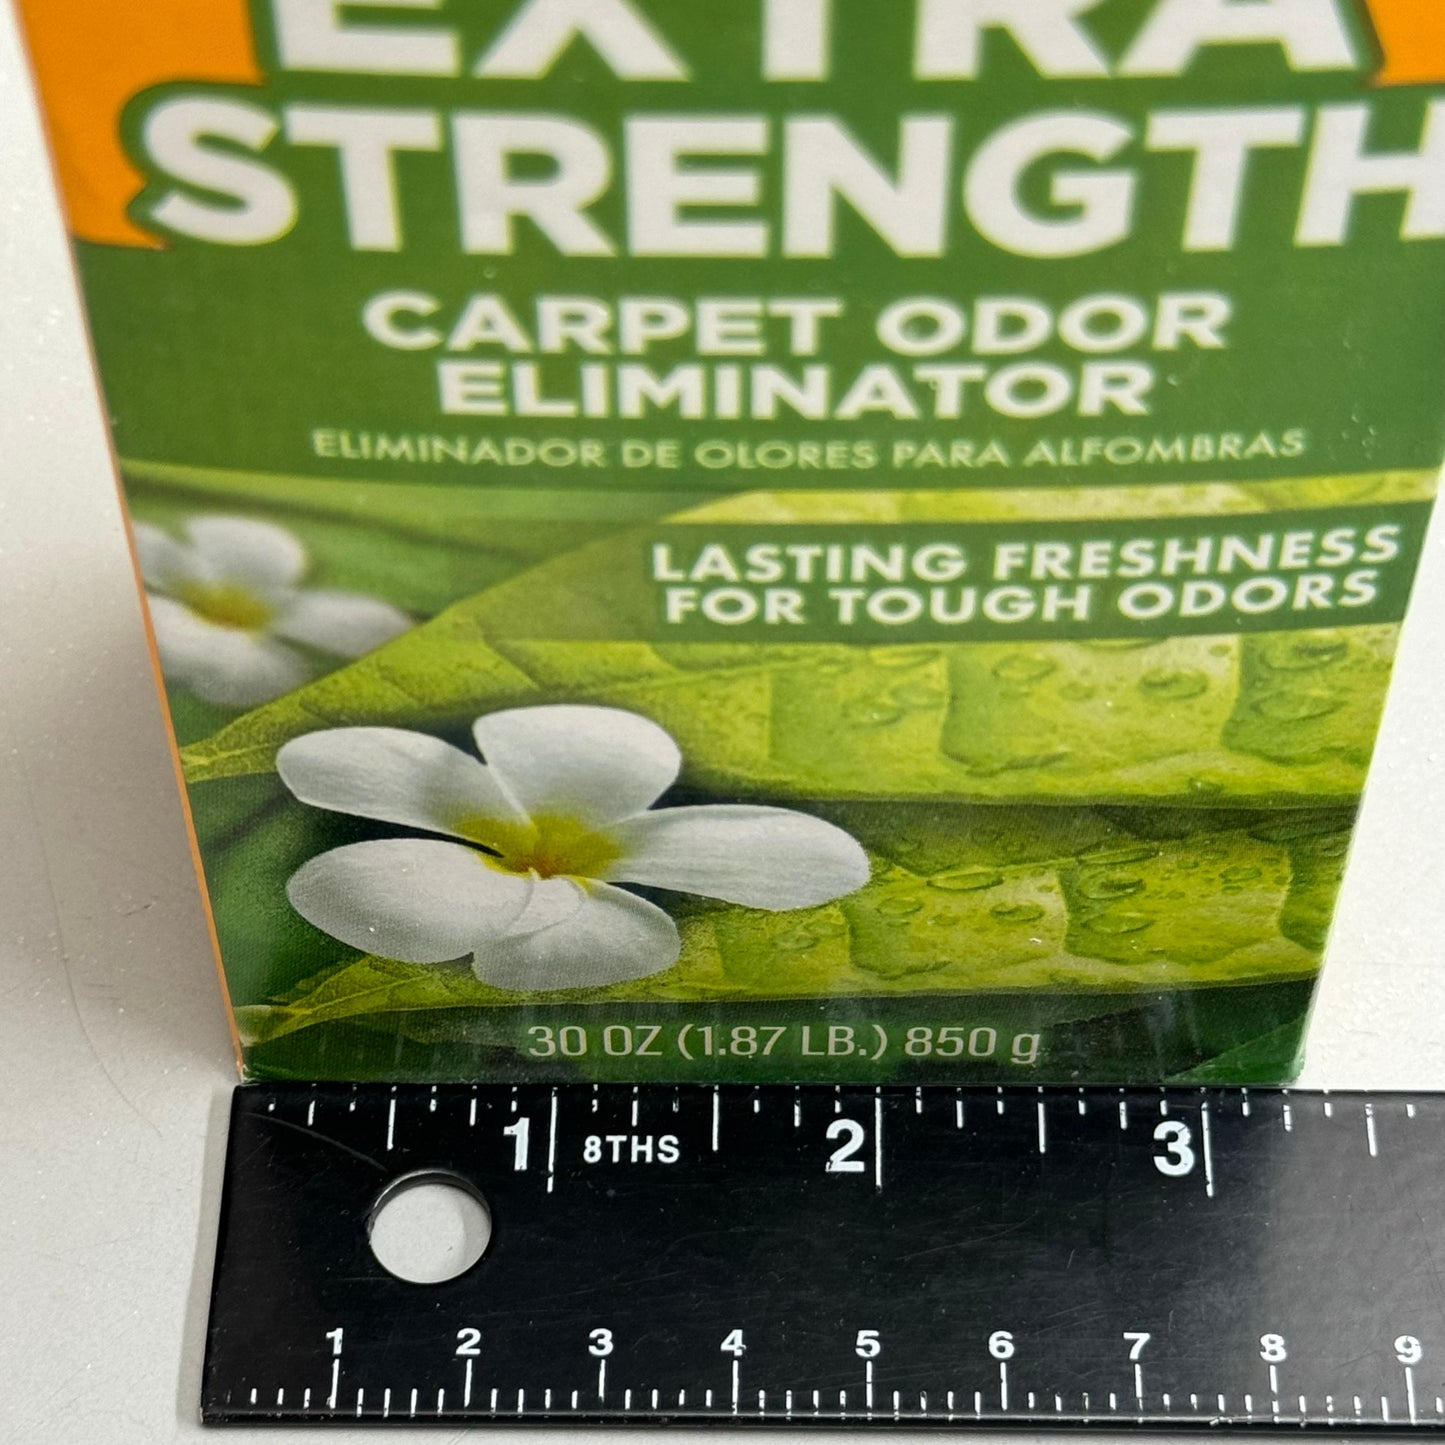 EXTRA
STRENGTH
CARPET ODOR
ELIMINATOR
ELIMINADOR DE OLORES PARA ALFOMBRAS
LASTING FRESHNESS
FOR TOUGH ODORS
30 OZ (1.87 LB.) 850 g
1 8THS 2 3
1 2 3 4 5 6 7 8 9